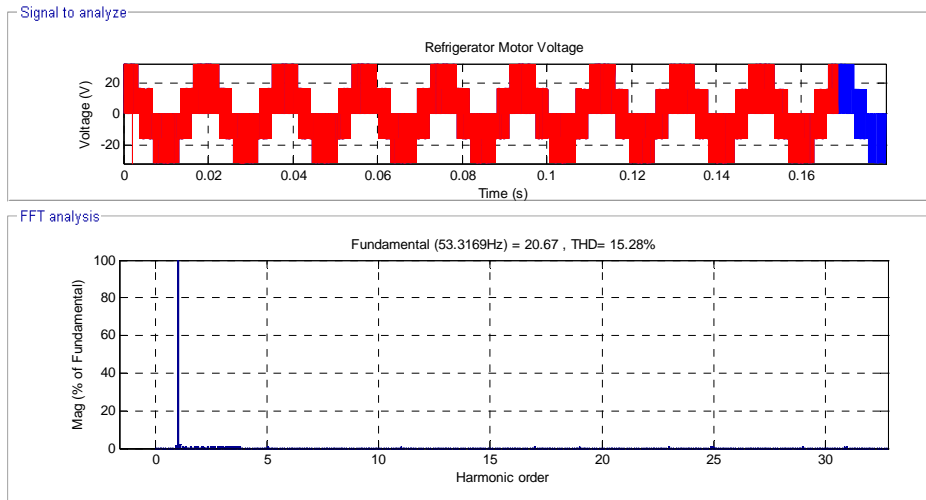 Signal to analyze
Refrigerator Motor Voltage
Voltage (V)
20
0
-20
0 0.02 0.04 0.06 0.08 0.1 0.12 0.14 0.16
Time (s)
FFT analysis
Fundamental (53.3169Hz) = 20.67 , THD= 15.28%
Mag (% of Fundamental)
100
80
60
40
20
0
0 5 10 15 20 25 30
Harmonic order